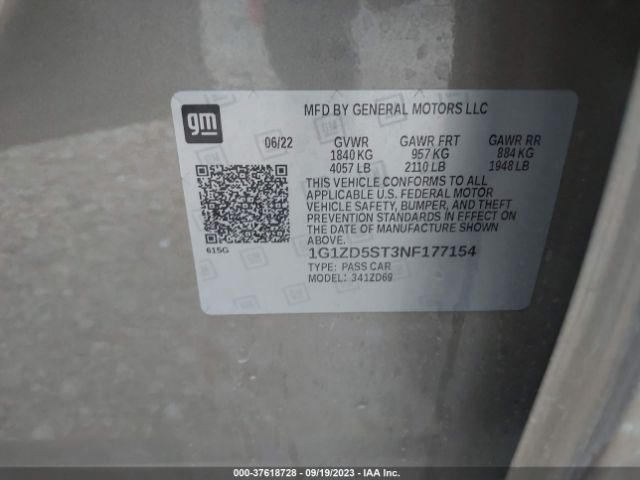 gm
MFD BY GENERAL MOTORS LLC
06/22 GVWR GAWR FRT GAWR RR
1840 KG 957 KG 884 KG
4057 LB 2110 LB 1948 LB
THIS VEHICLE CONFORMS TO ALL
APPLICABLE U.S. FEDERAL MOTOR
VEHICLE SAFETY, BUMPER, AND THEFT
PREVENTION STANDARDS IN EFFECT ON
THE DATE OF MANUFACTURE SHOWN
ABOVE.
615G
1G1ZD5ST3NF177154
TYPE: PASS CAR
MODEL: 341ZD69
000-37618728 - 09/19/2023 - IAA Inc.